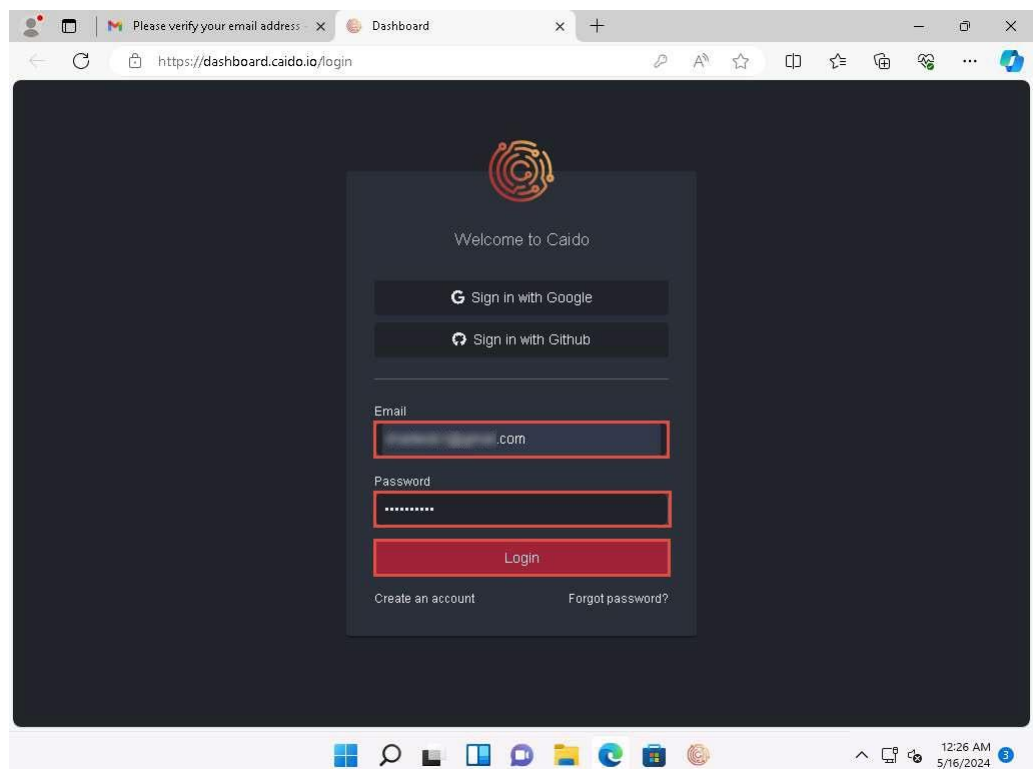 Please verify your email address
Dashboard
https://dashboard.caido.io/login
Welcome to Caido
G Sign in with Google
Sign in with Github
Email
.com
Password
••••••••••
Login
Create an account
Forgot password?
12:26 AM
5/16/2024
3